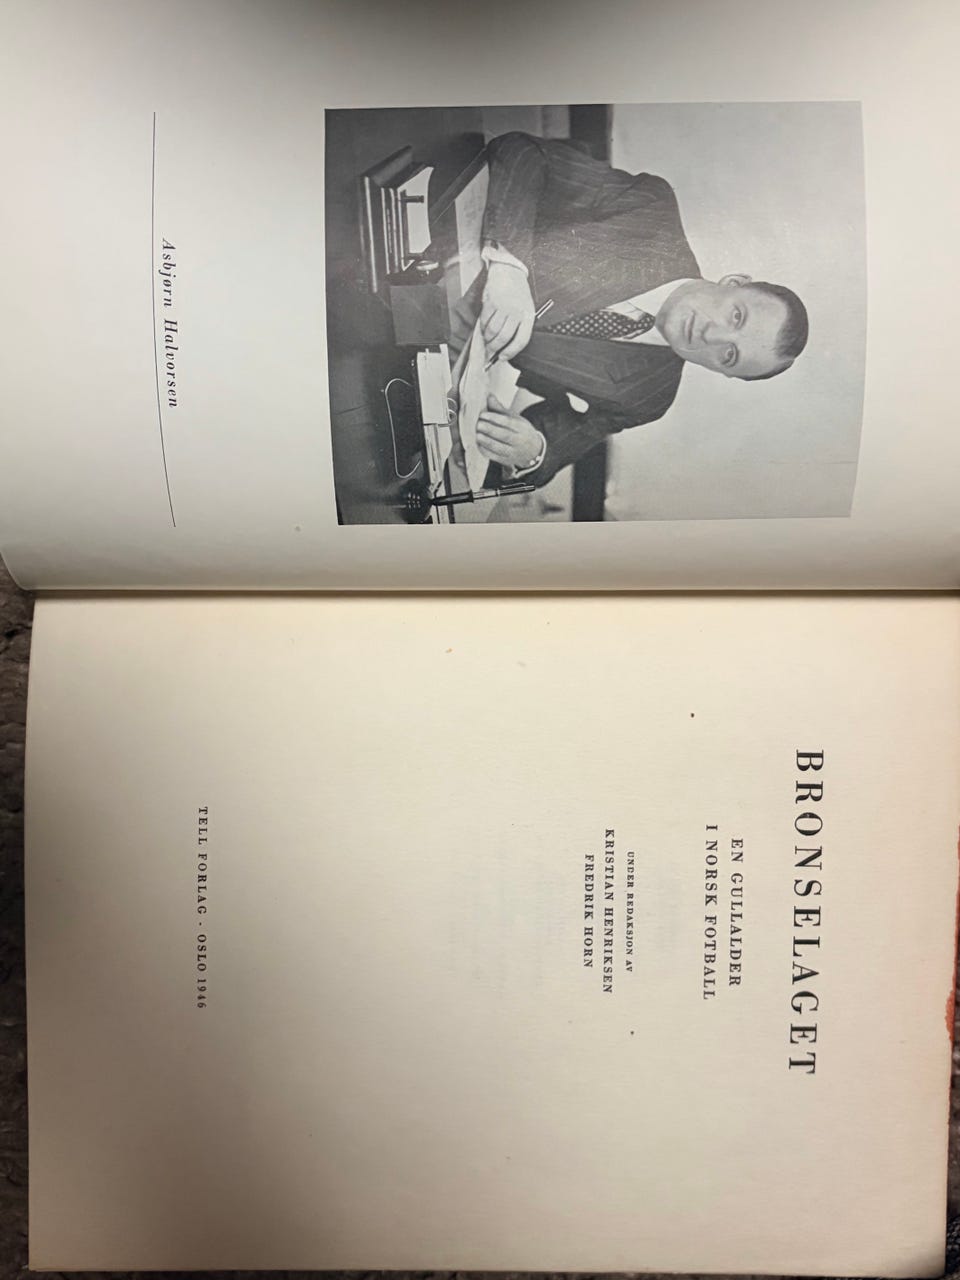 Asbjørn Halvorsen
BRONSELAGET
EN GULLALDER
I NORSK FOTBALL
UNDER REDAKSJON AV
KRISTIAN HENRIKSEN
FREDRIK HORN
TELL FORLAG · OSLO 1946